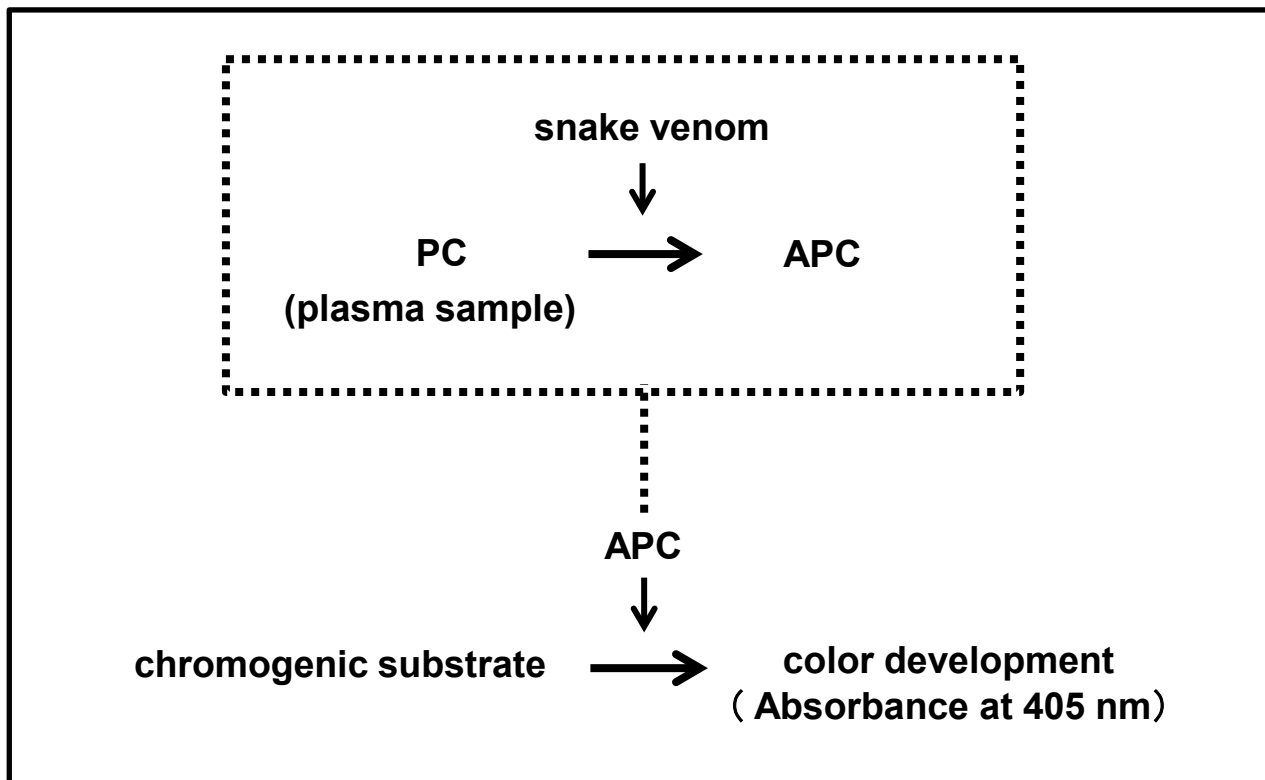 snake venom
PC
APC
(plasma sample)
APC
chromogenic substrate
color development
（ Absorbance at 405 nm）